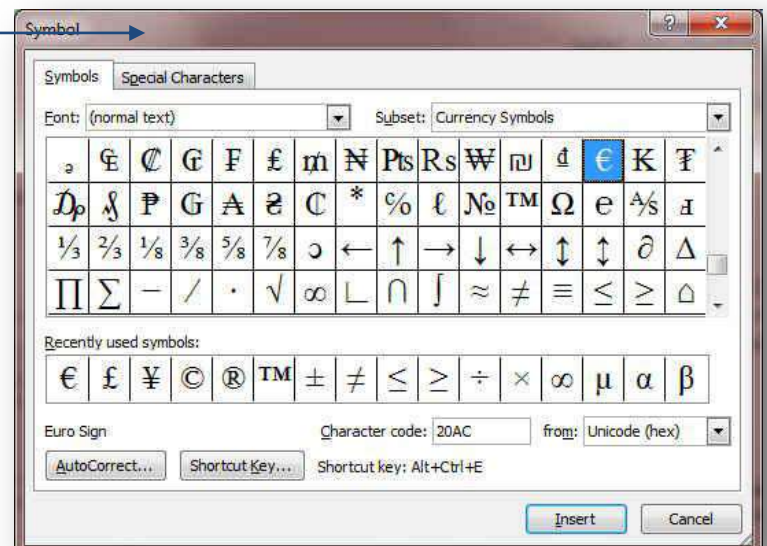 Symbol
Symbols Special Characters
Font: (normal text) Subset: Currency Symbols
₠ ₡ ₢ ₣ ₤ ₥ ₦ ₧ ₨ ₩ ₪ ₫ € ₭ ₮
₯ ₰ ₱ ₲ ₳ ₴ ₵ * ℅ ℓ № ™ Ω ℮ ⅍ ⅎ
⅓ ⅔ ⅛ ⅜ ⅝ ⅞ ↄ ← ↑ → ↓ ↔ ↕ ↨ ∂ ∆
∏ ∑ − ∕ ∙ √ ∞ ∟ ∩ ∫ ≈ ≠ ≡ ≤ ≥ ⌂
Recently used symbols:
€ £ ¥ © ® ™ ± ≠ ≤ ≥ ÷ × ∞ µ α β
Euro Sign Character code: 20AC from: Unicode (hex)
AutoCorrect... Shortcut Key... Shortcut key: Alt+Ctrl+E
Insert Cancel